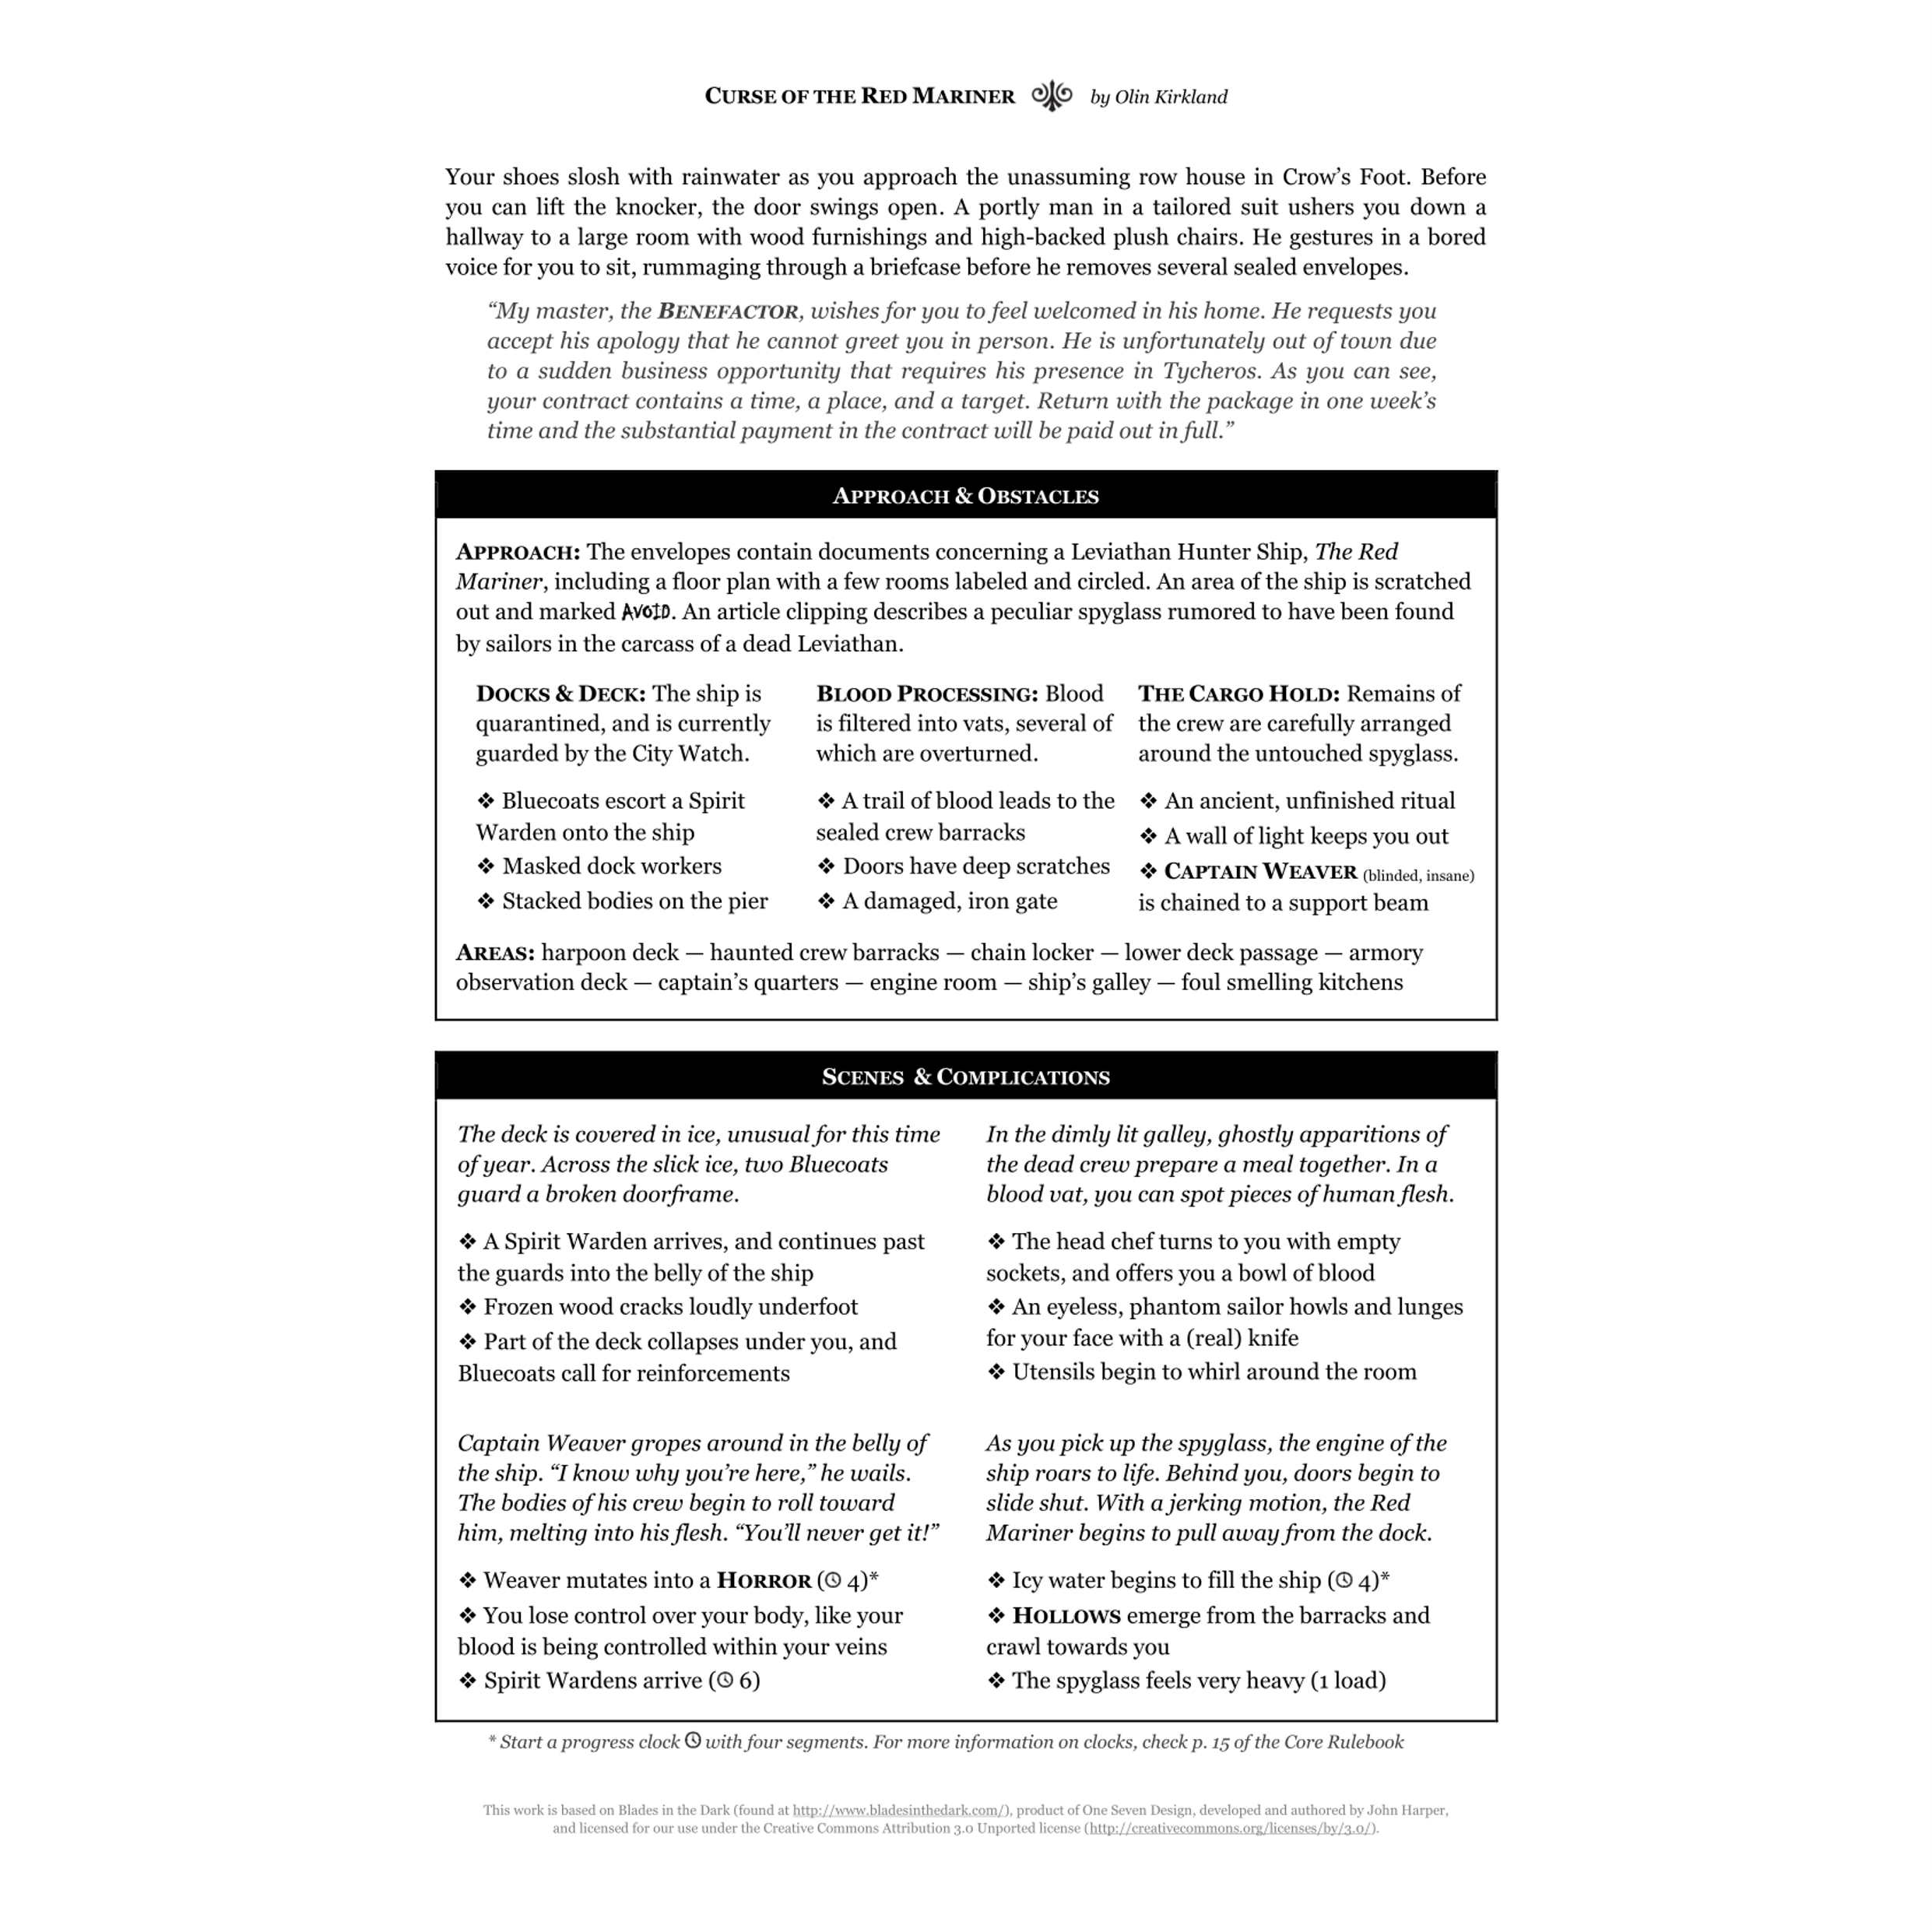 CURSE OF THE RED MARINER by Olin Kirkland
Your shoes slosh with rainwater as you approach the unassuming row house in Crow’s Foot. Before
you can lift the knocker, the door swings open. A portly man in a tailored suit ushers you down a
hallway to a large room with wood furnishings and high-backed plush chairs. He gestures in a bored
voice for you to sit, rummaging through a briefcase before he removes several sealed envelopes.
“My master, the BENEFACTOR, wishes for you to feel welcomed in his home. He requests you
accept his apology that he cannot greet you in person. He is unfortunately out of town due
to a sudden business opportunity that requires his presence in Tycheros. As you can see,
your contract contains a time, a place, and a target. Return with the package in one week’s
time and the substantial payment in the contract will be paid out in full.”
APPROACH & OBSTACLES
APPROACH: The envelopes contain documents concerning a Leviathan Hunter Ship, The Red
Mariner, including a floor plan with a few rooms labeled and circled. An area of the ship is scratched
out and marked AVOID. An article clipping describes a peculiar spyglass rumored to have been found
by sailors in the carcass of a dead Leviathan.
DOCKS & DECK: The ship is
quarantined, and is currently
guarded by the City Watch.
❖ Bluecoats escort a Spirit
Warden onto the ship
❖ Masked dock workers
❖ Stacked bodies on the pier
BLOOD PROCESSING: Blood
is filtered into vats, several of
which are overturned.
❖ A trail of blood leads to the
sealed crew barracks
❖ Doors have deep scratches
❖ A damaged, iron gate
THE CARGO HOLD: Remains of
the crew are carefully arranged
around the untouched spyglass.
❖ An ancient, unfinished ritual
❖ A wall of light keeps you out
❖ CAPTAIN WEAVER (blinded, insane)
is chained to a support beam
AREAS: harpoon deck — haunted crew barracks — chain locker — lower deck passage — armory
observation deck — captain’s quarters — engine room — ship’s galley — foul smelling kitchens
SCENES & COMPLICATIONS
The deck is covered in ice, unusual for this time
of year. Across the slick ice, two Bluecoats
guard a broken doorframe.
❖ A Spirit Warden arrives, and continues past
the guards into the belly of the ship
❖ Frozen wood cracks loudly underfoot
❖ Part of the deck collapses under you, and
Bluecoats call for reinforcements
In the dimly lit galley, ghostly apparitions of
the dead crew prepare a meal together. In a
blood vat, you can spot pieces of human flesh.
❖ The head chef turns to you with empty
sockets, and offers you a bowl of blood
❖ An eyeless, phantom sailor howls and lunges
for your face with a (real) knife
❖ Utensils begin to whirl around the room
Captain Weaver gropes around in the belly of
the ship. “I know why you’re here,” he wails.
The bodies of his crew begin to roll toward
him, melting into his flesh. “You’ll never get it!”
❖ Weaver mutates into a HORROR (🕓 4)*
❖ You lose control over your body, like your
blood is being controlled within your veins
❖ Spirit Wardens arrive (🕓 6)
As you pick up the spyglass, the engine of the
ship roars to life. Behind you, doors begin to
slide shut. With a jerking motion, the Red
Mariner begins to pull away from the dock.
❖ Icy water begins to fill the ship (🕓 4)*
❖ HOLLOWS emerge from the barracks and
crawl towards you
❖ The spyglass feels very heavy (1 load)
* Start a progress clock 🕓 with four segments. For more information on clocks, check p. 15 of the Core Rulebook
This work is based on Blades in the Dark (found at http://www.bladesinthedark.com/), product of One Seven Design, developed and authored by John Harper,
and licensed for our use under the Creative Commons Attribution 3.0 Unported license (http://creativecommons.org/licenses/by/3.0/).